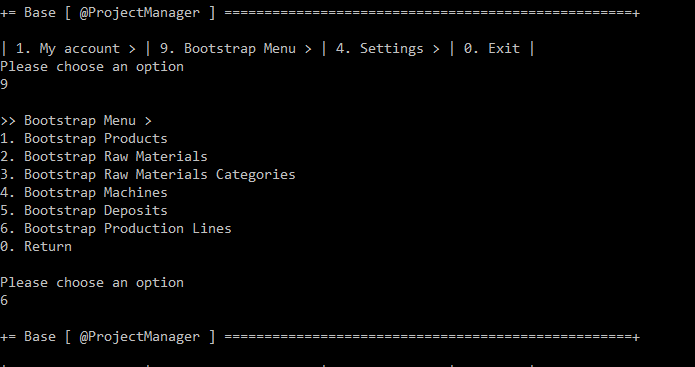 += Base [ @ProjectManager ] ===================================================+
| 1. My account > | 9. Bootstrap Menu > | 4. Settings > | 0. Exit |
Please choose an option
9
>> Bootstrap Menu >
1. Bootstrap Products
2. Bootstrap Raw Materials
3. Bootstrap Raw Materials Categories
4. Bootstrap Machines
5. Bootstrap Deposits
6. Bootstrap Production Lines
0. Return
Please choose an option
6
+= Base [ @ProjectManager ] ===================================================+